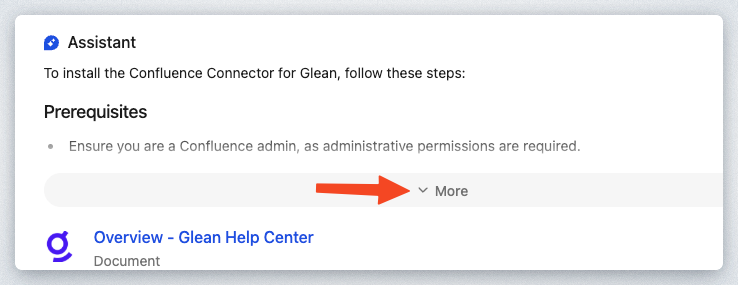 Assistant
To install the Confluence Connector for Glean, follow these steps:
Prerequisites
Ensure you are a Confluence admin, as administrative permissions are required.
More
Overview - Glean Help Center
Document